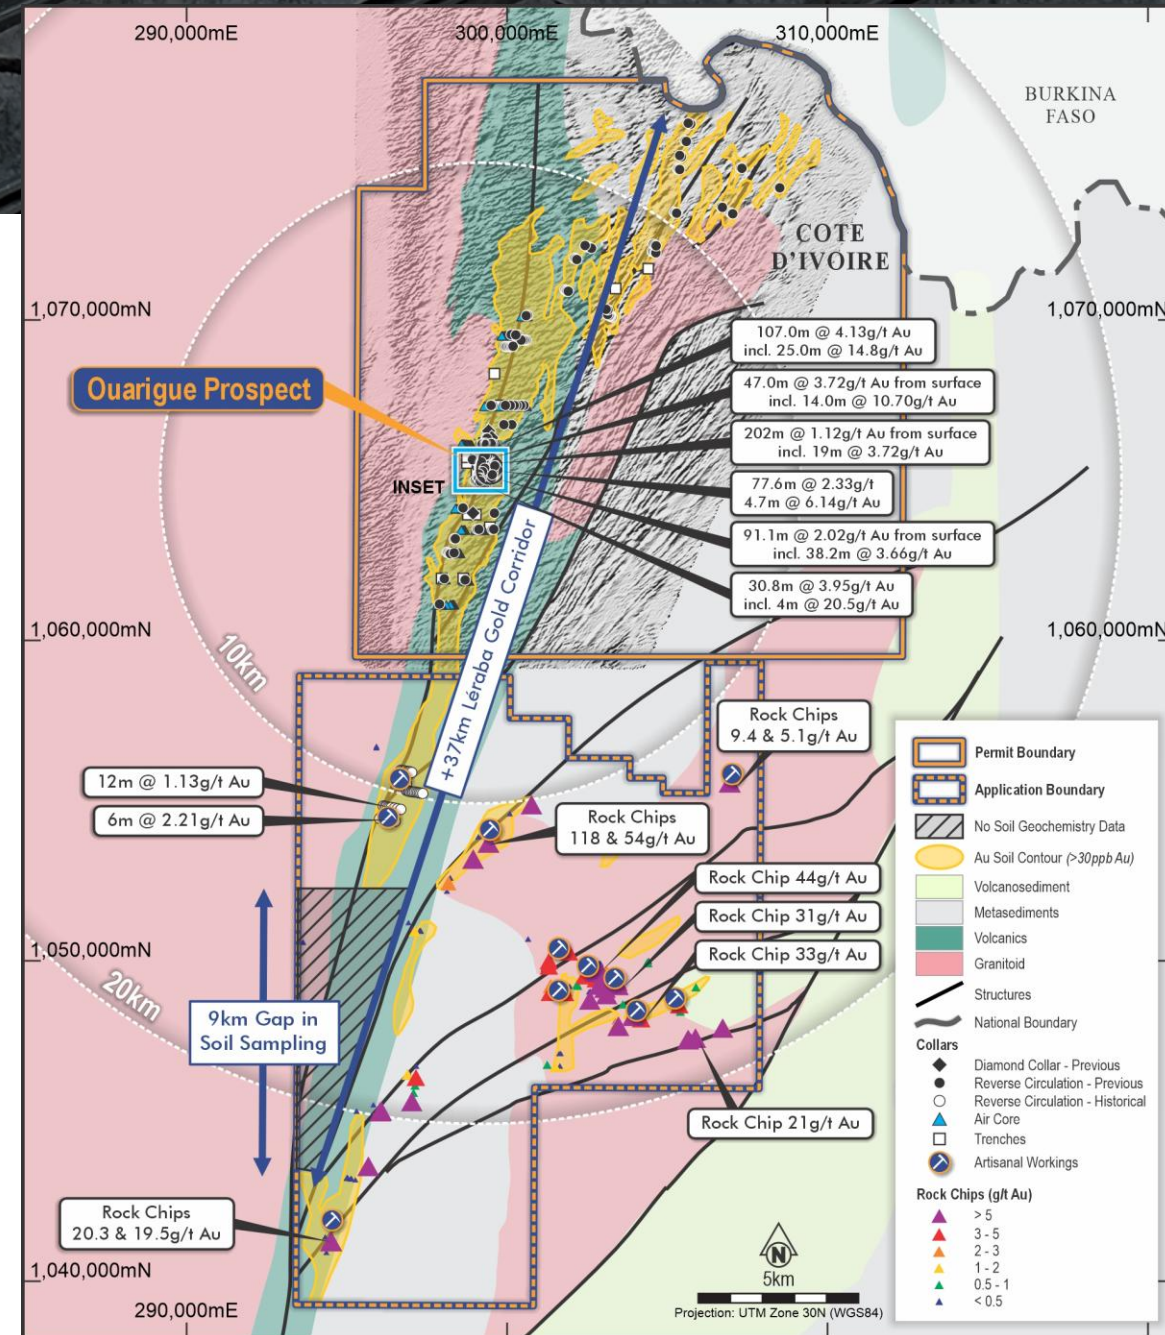 290,000mE
300,000mE
310,000mE
BURKINA
FASO
COTE
D'IVOIRE
1,070,000mN
1,070,000mN
107.0m @ 4.13g/t Au
incl. 25.0m @ 14.8g/t Au
Ouarigue Prospect
47.0m @ 3.72g/t Au from surface
incl. 14.0m @ 10.70g/t Au
202m @ 1.12g/t Au from surface
incl. 19m @ 3.72g/t Au
INSET
77.6m @ 2.33g/t
4.7m @ 6.14g/t Au
91.1m @ 2.02g/t Au from surface
incl. 38.2m @ 3.66g/t Au
30.8m @ 3.95g/t Au
incl. 4m @ 20.5g/t Au
1,060,000mN
1,060,000mN
10km
+37km Léraba Gold Corridor
Rock Chips
9.4 & 5.1g/t Au
12m @ 1.13g/t Au
6m @ 2.21g/t Au
Rock Chips
118 & 54g/t Au
Rock Chip 44g/t Au
Rock Chip 31g/t Au
Rock Chip 33g/t Au
1,050,000mN
20km
9km Gap in
Soil Sampling
Rock Chip 21g/t Au
Rock Chips
20.3 & 19.5g/t Au
1,040,000mN
290,000mE
N
5km
Projection: UTM Zone 30N (WGS84)
Permit Boundary
Application Boundary
No Soil Geochemistry Data
Au Soil Contour (>30ppb Au)
Volcanosediment
Metasediments
Volcanics
Granitoid
Structures
National Boundary
Collars
Diamond Collar - Previous
Reverse Circulation - Previous
Reverse Circulation - Historical
Air Core
Trenches
Artisanal Workings
Rock Chips (g/t Au)
> 5
3 - 5
2 - 3
1 - 2
0.5 - 1
< 0.5